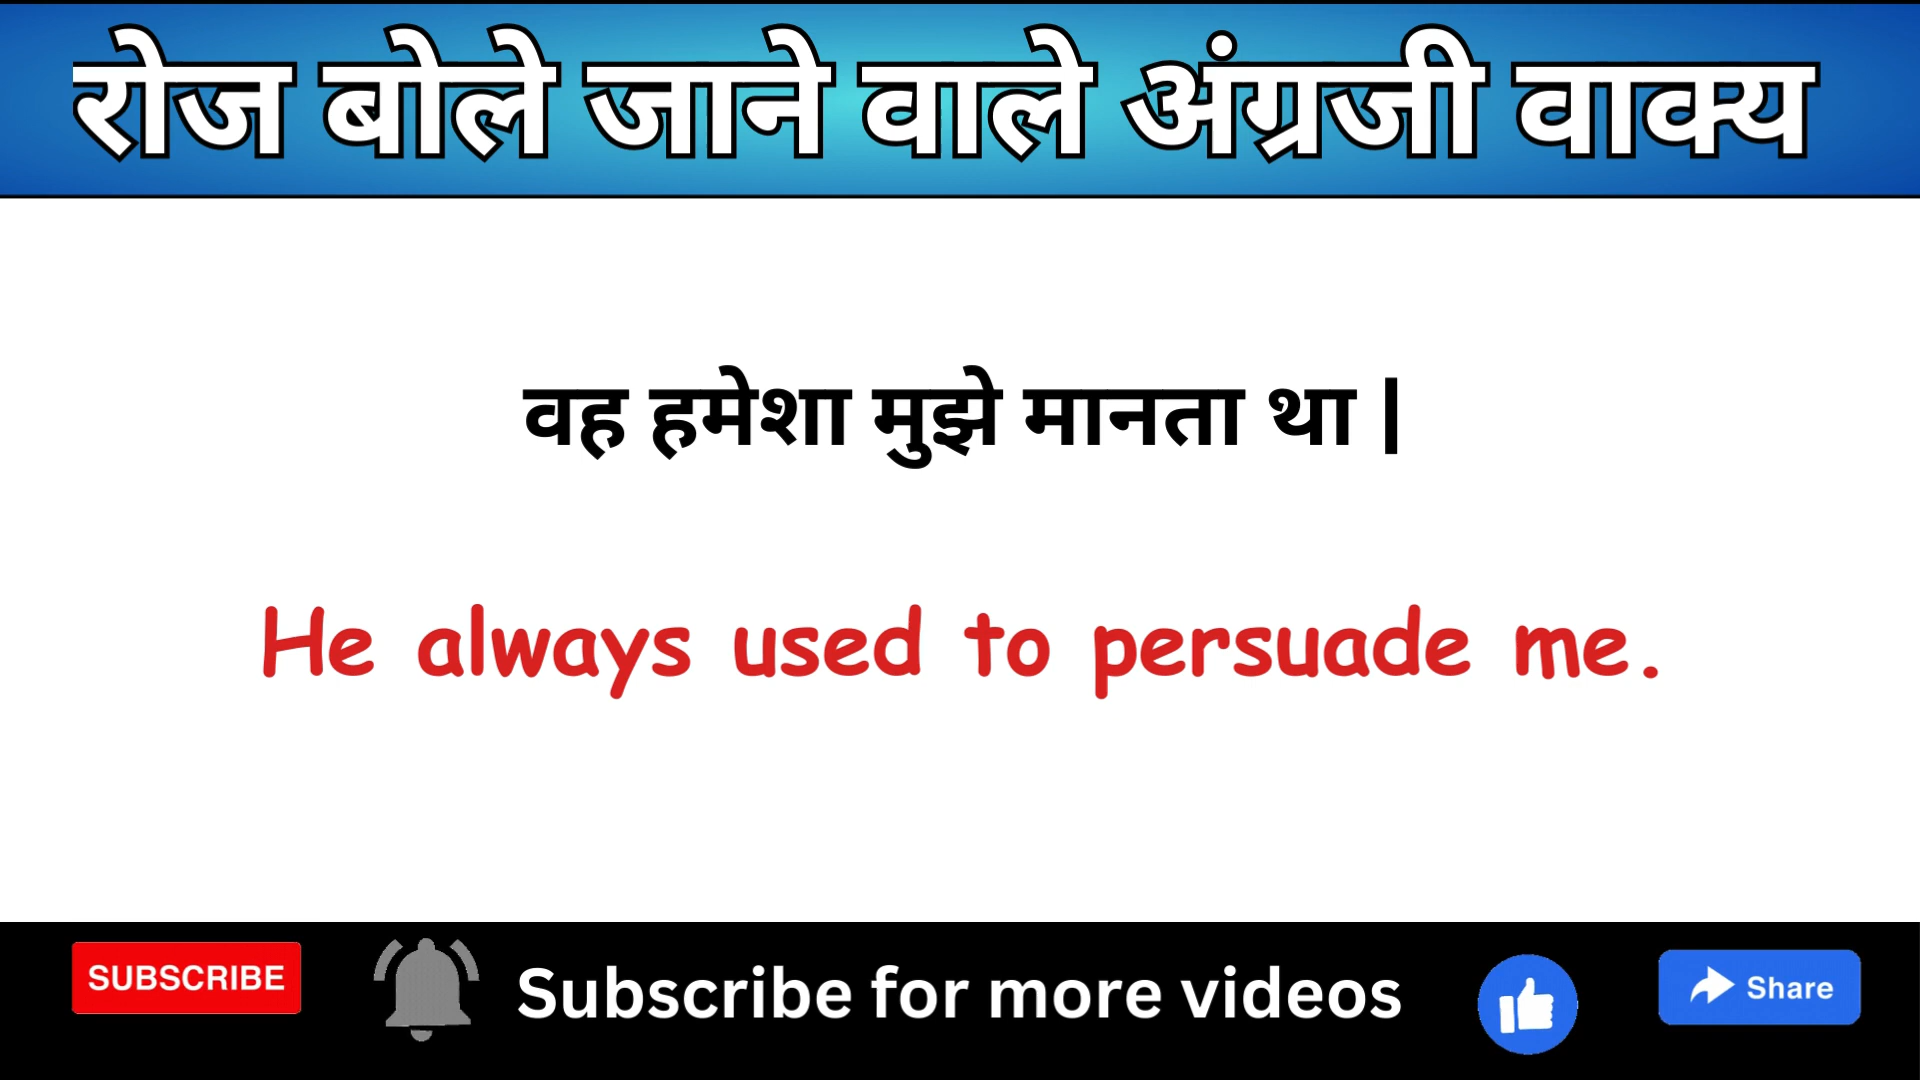 रोज बोले जाने वाले अंग्रजी वाक्य
वह हमेशा मुझे मानता था |
He always used to persuade me.
SUBSCRIBE
Subscribe for more videos
Share